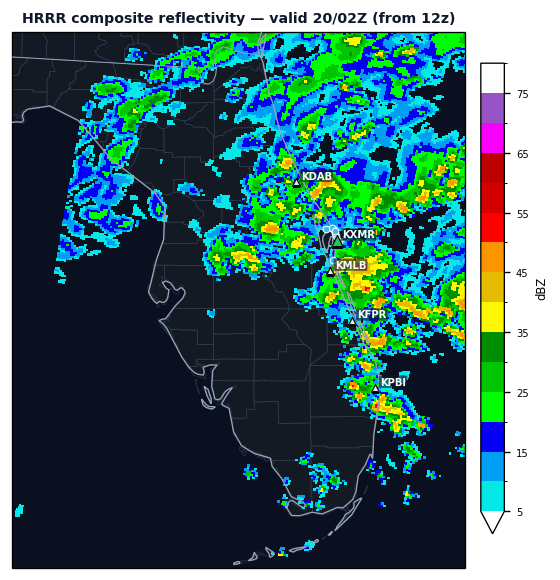 HRRR composite reflectivity — valid 20/02Z (from 12z)
KDAB
KXMR
KMLB
KFPR
KPBI
75
65
55
45
35
25
15
5
dBZ